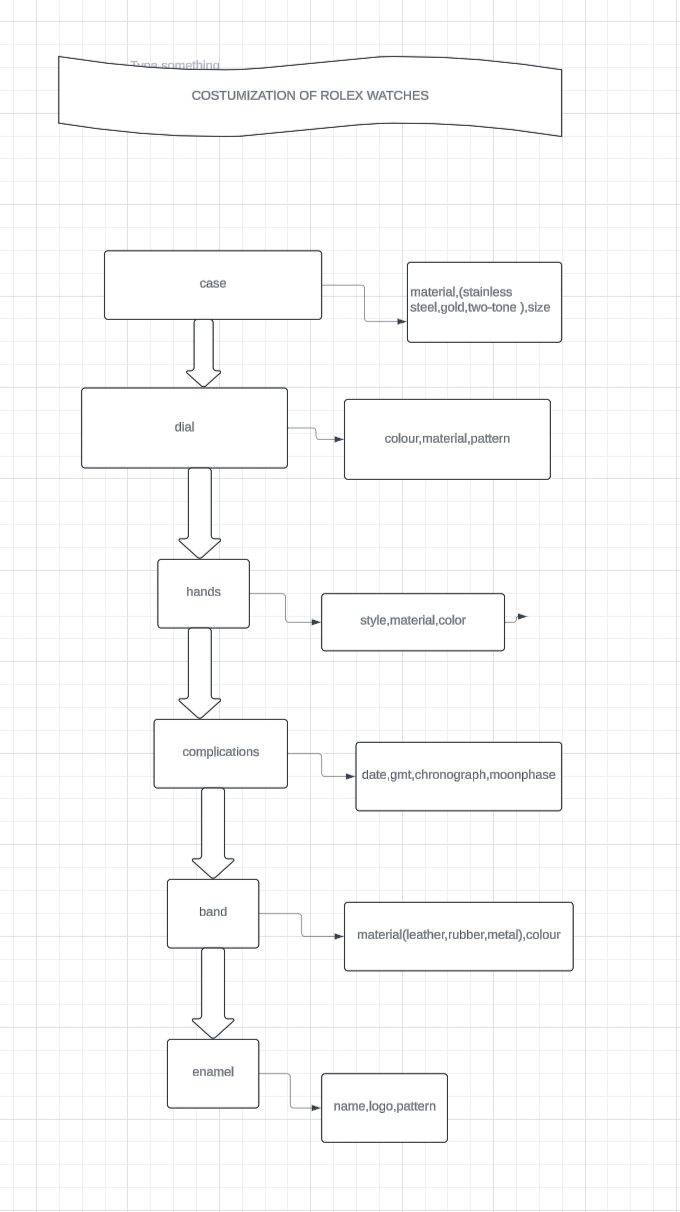 Type something
COSTUMIZATION OF ROLEX WATCHES
case
material,(stainless
steel,gold,two-tone ),size
dial
colour,material,pattern
hands
style,material,color
complications
date,gmt,chronograph,moonphase
band
material(leather,rubber,metal),colour
enamel
name,logo,pattern